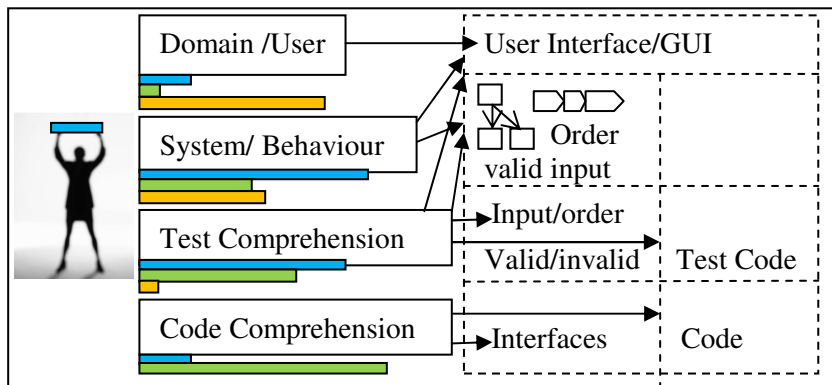 Domain /User
User Interface/GUI
System/ Behaviour
Order
valid input
Test Comprehension
Input/order
Valid/invalid
Test Code
Code Comprehension
Interfaces
Code